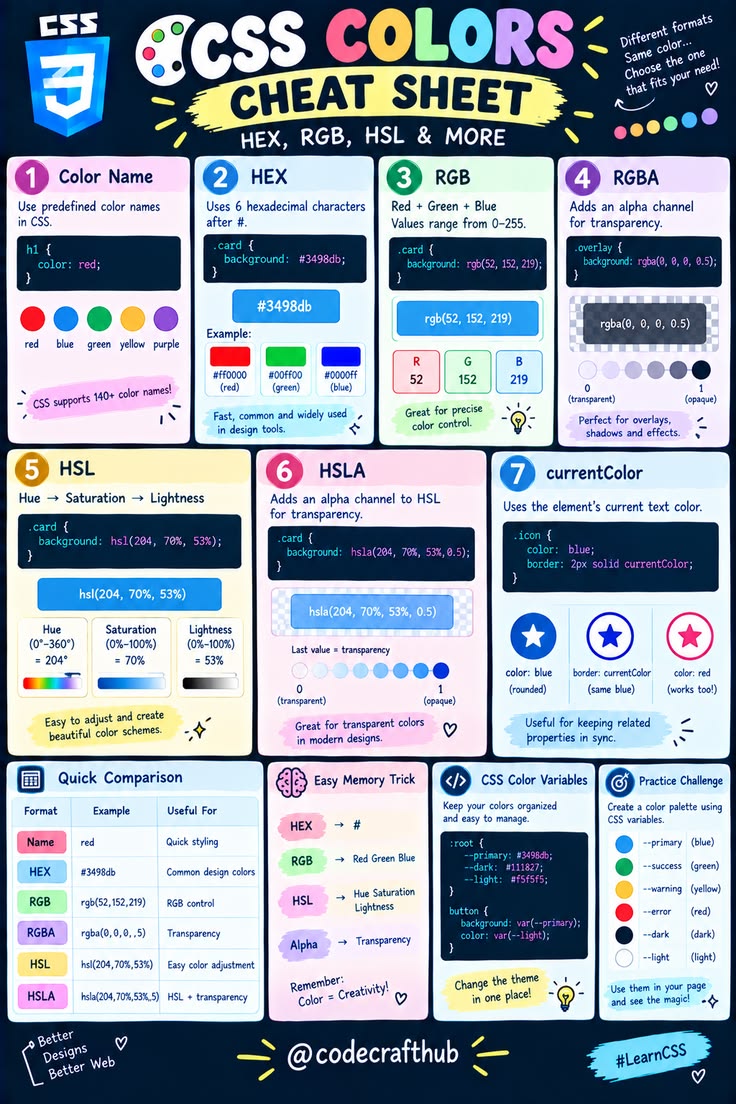 CSS
3
CSS COLORS
CHEAT SHEET
HEX, RGB, HSL & MORE
Different formats
Same color...
Choose the one
that fits your need!
1 Color Name
Use predefined color names
in CSS.
h1 {
color: red;
}
red blue green yellow purple
CSS supports 140+ color names!
2 HEX
Uses 6 hexadecimal characters
after #.
.card {
background: #3498db;
}
#3498db
Example:
#ff0000 #00ff00 #0000ff
(red) (green) (blue)
Fast, common and widely used
in design tools.
3 RGB
Red + Green + Blue
Values range from 0–255.
.card {
background: rgb(52, 152, 219);
}
rgb(52, 152, 219)
R G B
52 152 219
Great for precise
color control.
4 RGBA
Adds an alpha channel
for transparency.
.overlay {
background: rgba(0, 0, 0, 0.5);
}
rgba(0, 0, 0, 0.5)
0 1
(transparent) (opaque)
Perfect for overlays,
shadows and effects.
5 HSL
Hue → Saturation → Lightness
.card {
background: hsl(204, 70%, 53%);
}
hsl(204, 70%, 53%)
Hue Saturation Lightness
(0°–360°) (0%–100%) (0%–100%)
= 204° = 70% = 53%
Easy to adjust and create
beautiful color schemes.
6 HSLA
Adds an alpha channel to HSL
for transparency.
.card {
background: hsla(204, 70%, 53%,0.5);
}
hsla(204, 70%, 53%, 0.5)
Last value = transparency
0 1
(transparent) (opaque)
Great for transparent colors
in modern designs.
7 currentColor
Uses the element's current text color.
.icon {
color: blue;
border: 2px solid currentColor;
}
color: blue border: currentColor color: red
(rounded) (same blue) (works too!)
Useful for keeping related
properties in sync.
Quick Comparison
Format Example Useful For
Name red Quick styling
HEX #3498db Common design colors
RGB rgb(52,152,219) RGB control
RGBA rgba(0,0,0,.5) Transparency
HSL hsl(204,70%,53%) Easy color adjustment
HSLA hsla(204,70%,53%,.5) HSL + transparency
Easy Memory Trick
HEX → #
RGB → Red Green Blue
HSL → Hue Saturation
Lightness
Alpha → Transparency
Remember:
Color = Creativity!
</> CSS Color Variables
Keep your colors organized
and easy to manage.
:root {
--primary: #3498db;
--dark: #111827;
--light: #f5f5f5;
}
button {
background: var(--primary);
color: var(--light);
}
Change the theme
in one place!
Practice Challenge
Create a color palette using
CSS variables.
--primary (blue)
--success (green)
--warning (yellow)
--error (red)
--dark (dark)
--light (light)
Use them in your page
and see the magic!
Better
Designs
Better Web
@codecrafthub
#LearnCSS